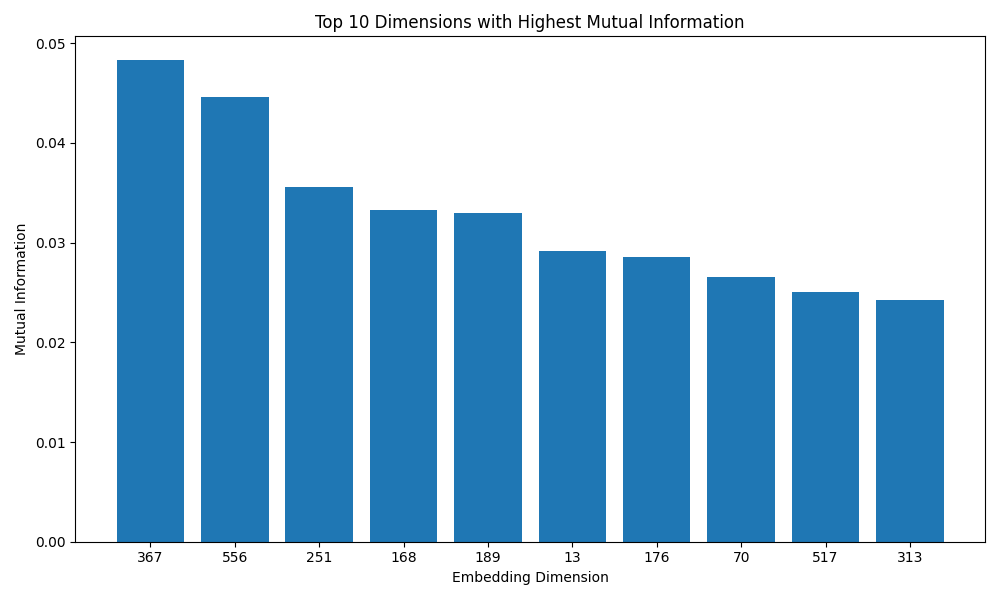 Top 10 Dimensions with Highest Mutual Information
0.05
0.04
0.03
0.02
0.01
0.00
Mutual Information
367 556 251 168 189 13 176 70 517 313
Embedding Dimension